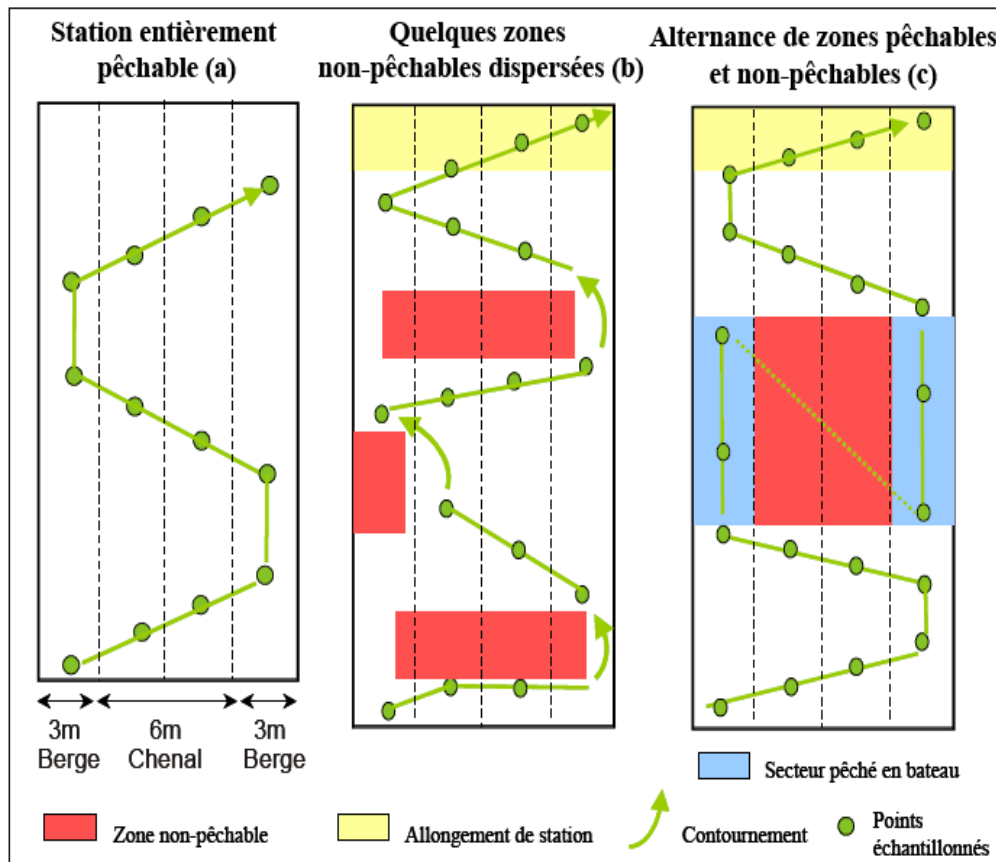 Station entièrement
pêchable (a)
Quelques zones
non-pêchables dispersées (b)
Alternance de zones pêchables
et non-pêchables (c)
3m
Berge
6m
Chenal
3m
Berge
Secteur pêché en bateau
Zone non-pêchable
Allongement de station
Contournement
Points
échantillonnés